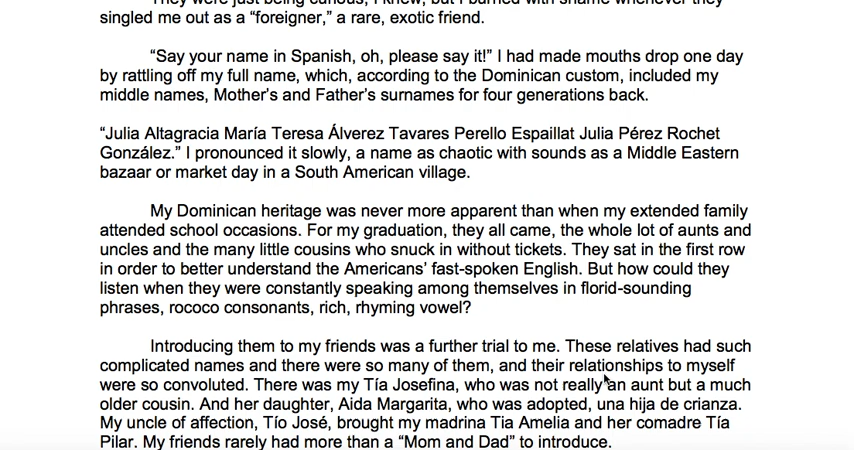 They were just being curious, I knew, but I burned with shame whenever they
singled me out as a “foreigner,” a rare, exotic friend.
“Say your name in Spanish, oh, please say it!” I had made mouths drop one day
by rattling off my full name, which, according to the Dominican custom, included my
middle names, Mother’s and Father’s surnames for four generations back.
“Julia Altagracia María Teresa Álverez Tavares Perello Espaillat Julia Pérez Rochet
González.” I pronounced it slowly, a name as chaotic with sounds as a Middle Eastern
bazaar or market day in a South American village.
My Dominican heritage was never more apparent than when my extended family
attended school occasions. For my graduation, they all came, the whole lot of aunts and
uncles and the many little cousins who snuck in without tickets. They sat in the first row
in order to better understand the Americans’ fast-spoken English. But how could they
listen when they were constantly speaking among themselves in florid-sounding
phrases, rococo consonants, rich, rhyming vowel?
Introducing them to my friends was a further trial to me. These relatives had such
complicated names and there were so many of them, and their relationships to myself
were so convoluted. There was my Tía Josefina, who was not really an aunt but a much
older cousin. And her daughter, Aida Margarita, who was adopted, una hija de crianza.
My uncle of affection, Tío José, brought my madrina Tia Amelia and her comadre Tía
Pilar. My friends rarely had more than a “Mom and Dad” to introduce.